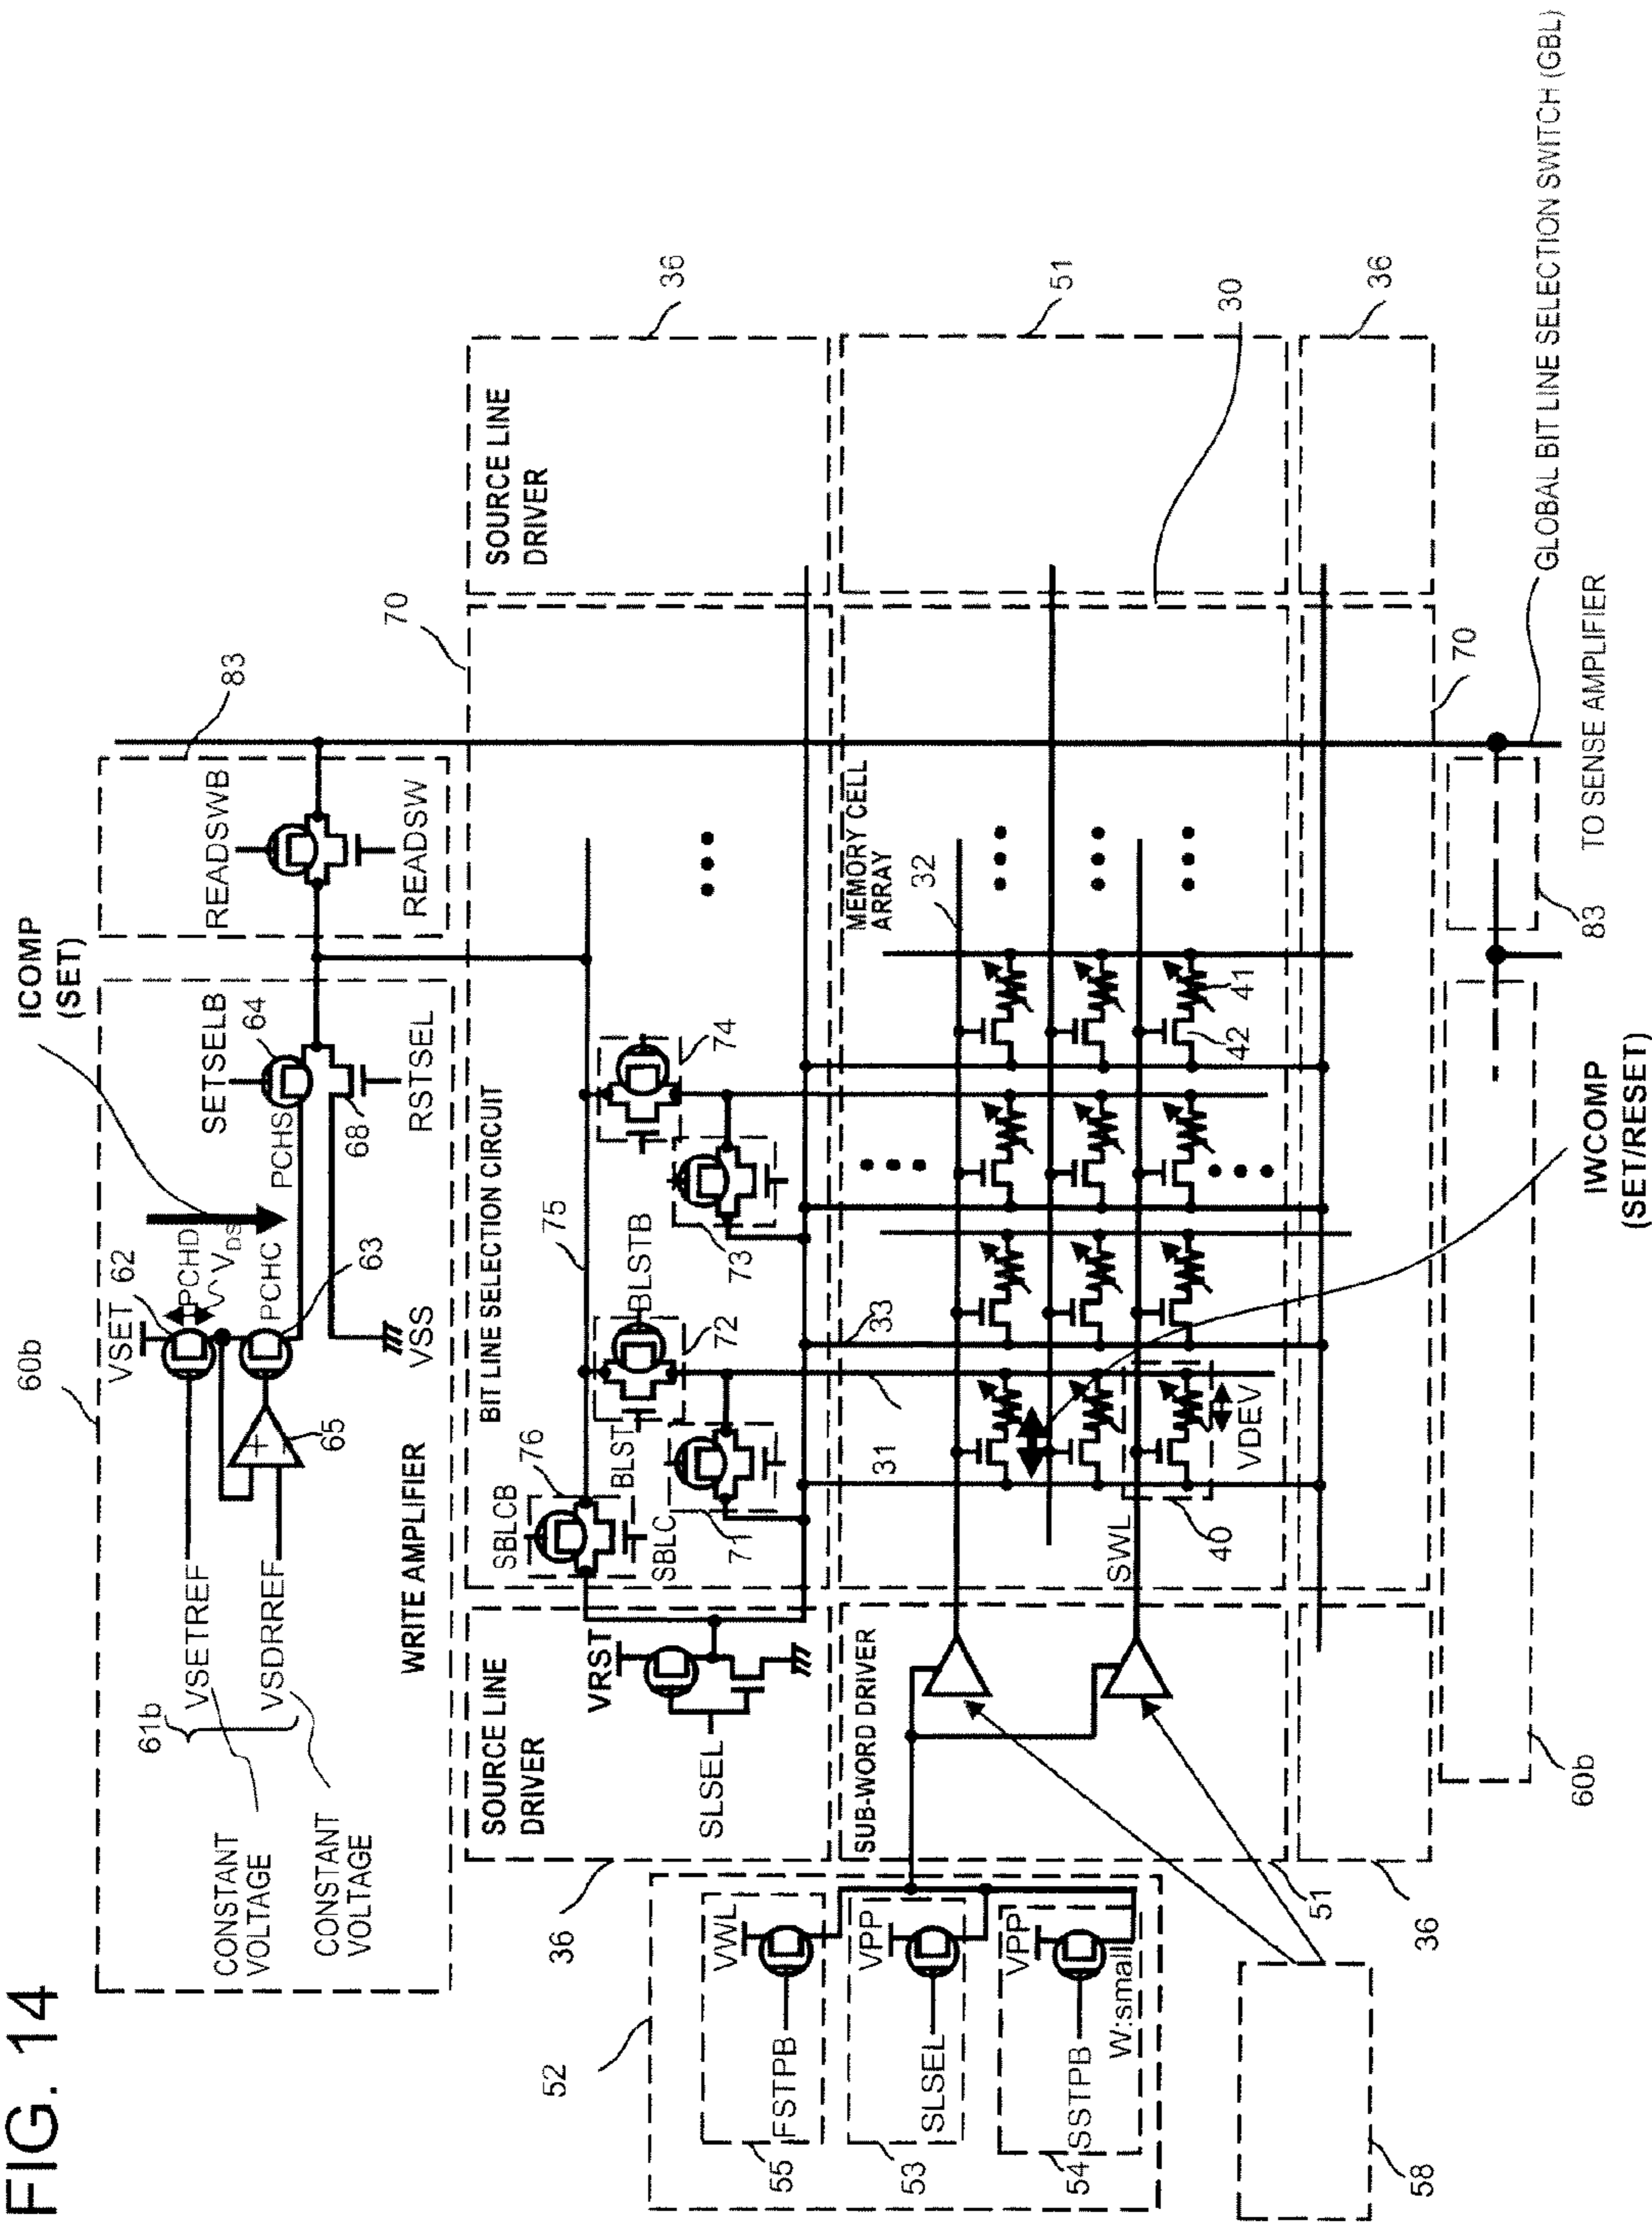 FIG. 14
60b
VSET
62
PCHD
VDS
PCHC
63
ICOMP
(SET)
SETSELB
64
PCHS
68
RSTSEL
VSS
65
61b
VSETREF
VSDRREF
CONSTANT
VOLTAGE
CONSTANT
VOLTAGE
WRITE AMPLIFIER
READSWB
READSW
83
70
SOURCE LINE
DRIVER
36
51
30
36
BIT LINE SELECTION CIRCUIT
75
SBLCB
76
SBLC
BLST
BLSTB
72
71
73
74
SOURCE LINE
DRIVER
VRST
SLSEL
36
MEMORY CELL
ARRAY
32
33
31
41
42
SWL
40
VDEV
SUB-WORD DRIVER
51
36
52
VWL
FSTPB
55
VPP
SLSEL
53
VPP
W:small
SSTPB
54
58
60b
IWCOMP
(SET/RESET)
83
70
TO SENSE AMPLIFIER
GLOBAL BIT LINE SELECTION SWITCH (GBL)